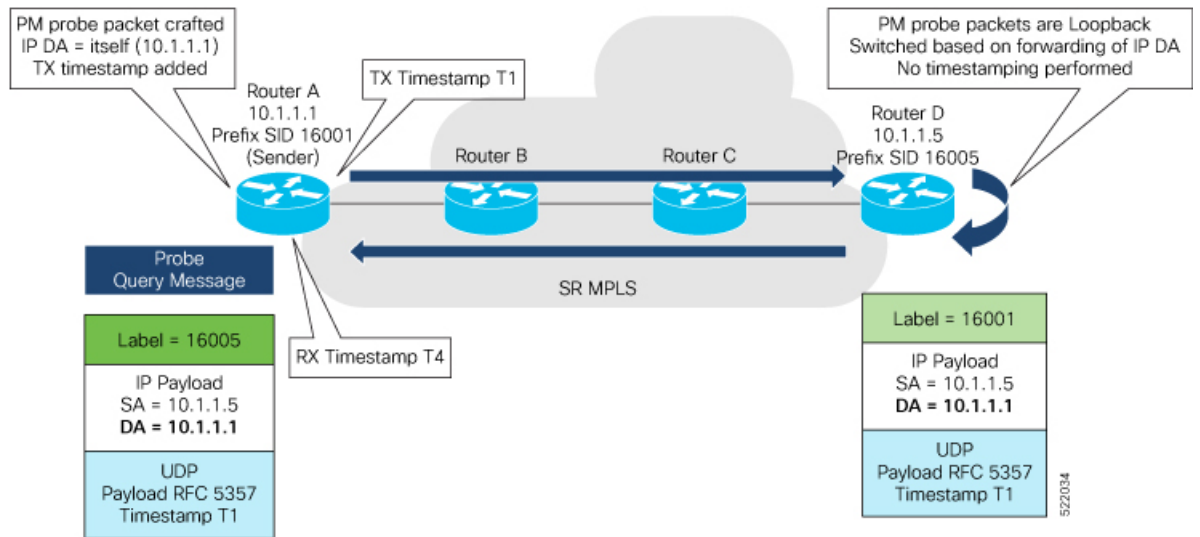 PM probe packet crafted
IP DA = itself (10.1.1.1)
TX timestamp added
Router A
10.1.1.1
Prefix SID 16001
(Sender)
TX Timestamp T1
Router B
Router C
Router D
10.1.1.5
Prefix SID 16005
PM probe packets are Loopback
Switched based on forwarding of IP DA
No timestamping performed
Probe
Query Message
SR MPLS
RX Timestamp T4
Label = 16005
IP Payload
SA = 10.1.1.5
DA = 10.1.1.1
UDP
Payload RFC 5357
Timestamp T1
Label = 16001
IP Payload
SA = 10.1.1.5
DA = 10.1.1.1
UDP
Payload RFC 5357
Timestamp T1
522034